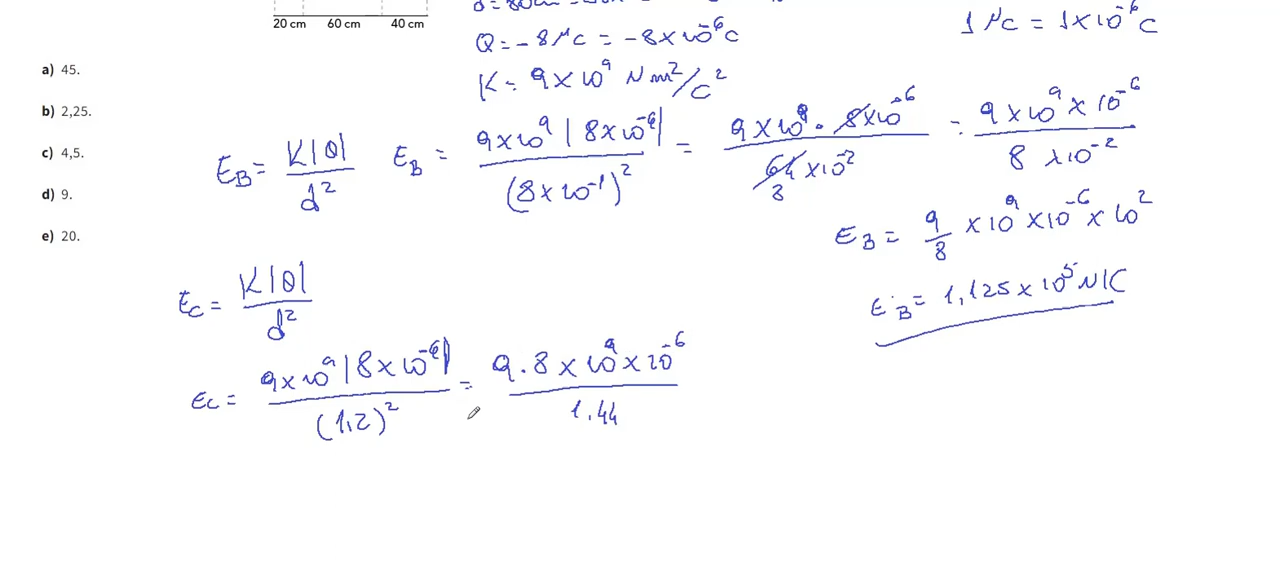 20 cm 60 cm 40 cm
1 μc = 1x10⁻⁶ c
Q = - 8 μc = - 8 x 10⁻⁶ c
K = 9 x 10⁹ N m²/c²
a) 45.
b) 2,25.
c) 4,5.
d) 9.
e) 20.
E_B = K|Q| / d² E_B = 9 x 10⁹ |8 x 10⁻⁶| / (8 x 10⁻¹)² = 9 x 10⁹ . 8 x 10⁻⁶ / 64 8 x 10⁻² = 9 x 10⁹ x 10⁻⁶ / 8 x 10⁻²
E_B = 9/8 x 10⁹ x 10⁻⁶ x 10²
E_B = 1,125 x 10⁵ N/C
E_C = K|Q| / d²
E_C = 9 x 10⁹ |8 x 10⁻⁶| / (1,2)² = 9 . 8 x 10⁹ x 10⁻⁶ / 1,44